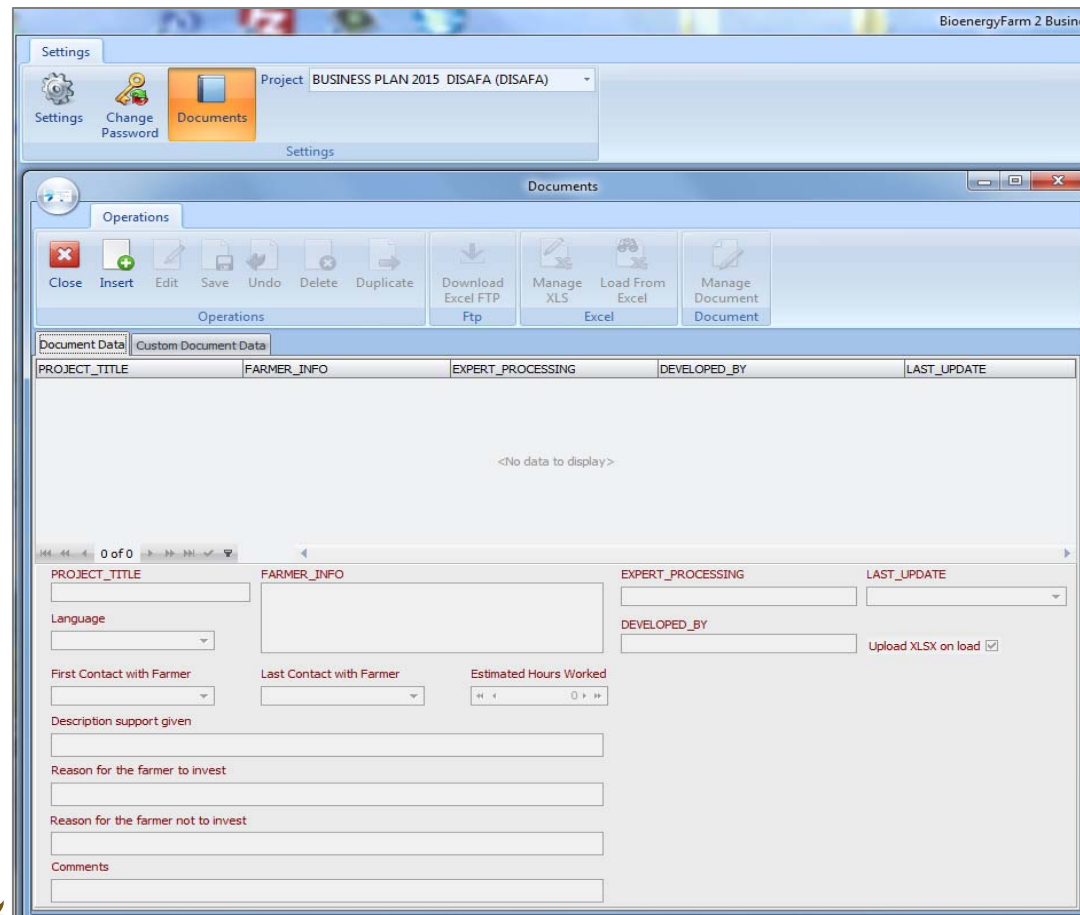 BioenergyFarm 2 Busin
Settings
Project BUSINESS PLAN 2015 DISAFA (DISAFA)
Settings Change Password Documents
Settings
Documents
Operations
Close Insert Edit Save Undo Delete Duplicate Download Excel FTP Manage XLS Load From Excel Manage Document
Operations Ftp Excel Document
Document Data Custom Document Data
PROJECT_TITLE FARMER_INFO EXPERT_PROCESSING DEVELOPED_BY LAST_UPDATE
<No data to display>
0 of 0
PROJECT_TITLE FARMER_INFO EXPERT_PROCESSING LAST_UPDATE
Language DEVELOPED_BY
Upload XLSX on load
First Contact with Farmer Last Contact with Farmer Estimated Hours Worked
0
Description support given
Reason for the farmer to invest
Reason for the farmer not to invest
Comments